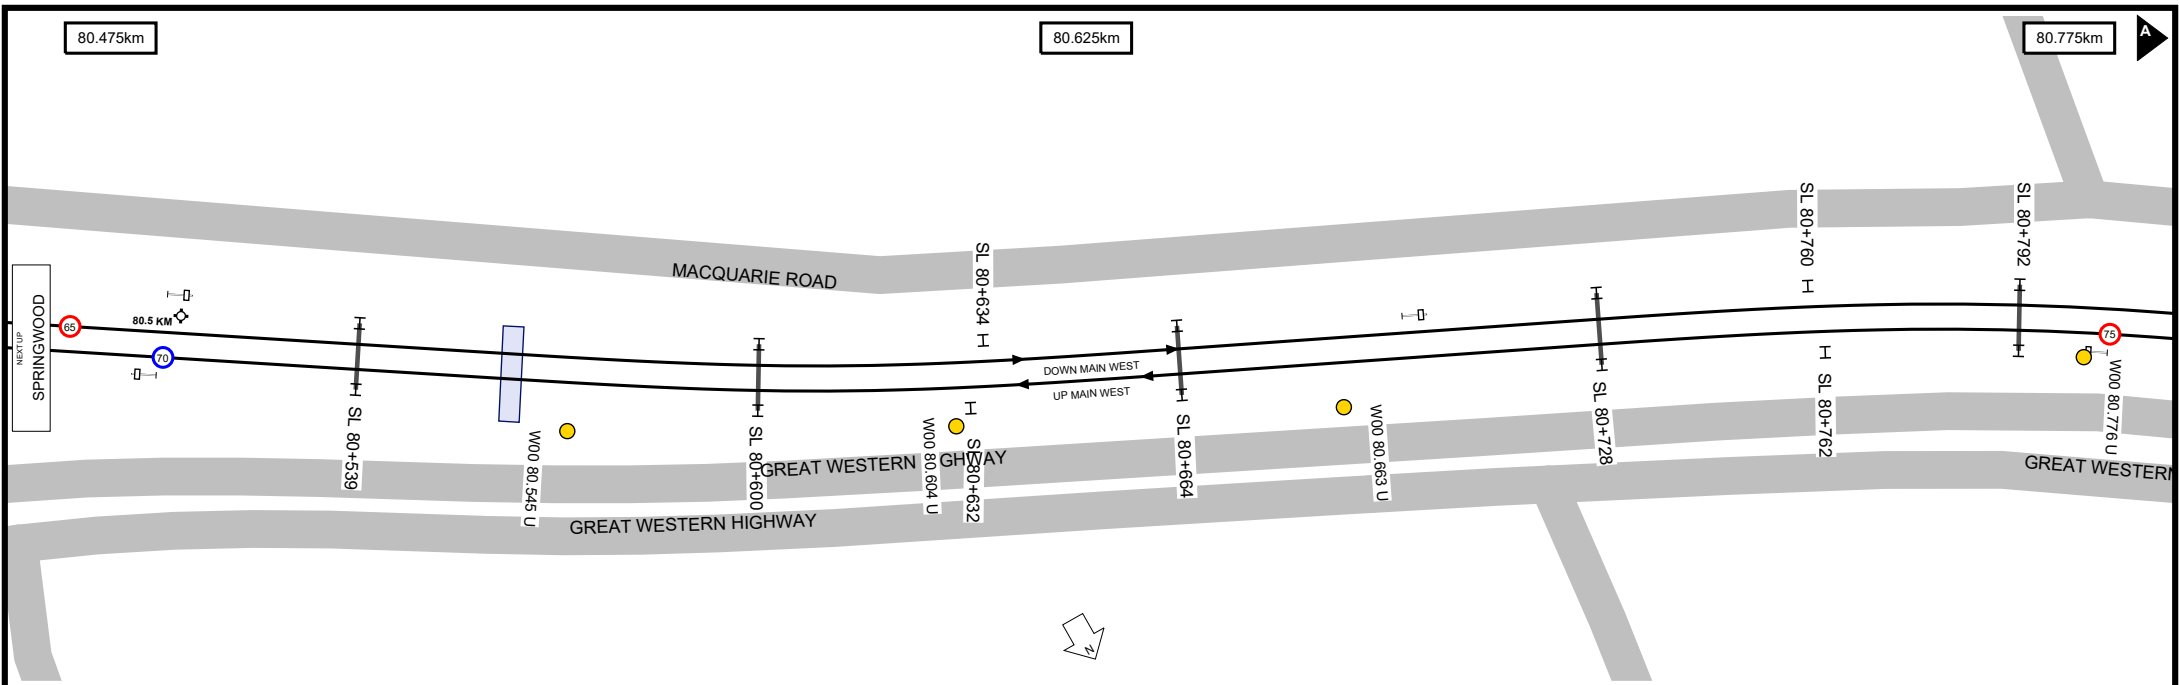 80.475km
80.625km
80.775km
A
NEXT UP
SPRINGWOOD
65
80.5 KM
70
MACQUARIE ROAD
SL 80+634
SL 80+760
SL 80+792
DOWN MAIN WEST
UP MAIN WEST
75
SL 80+539
W00 80.545 U
SL 80+600
W00 80.604 U
SL 80+632
SL 80+664
W00 80.663 U
SL 80+728
SL 80+762
W00 80.776 U
GREAT WESTERN GHWAY
GREAT WESTERN HIGHWAY
GREAT WESTERN
N